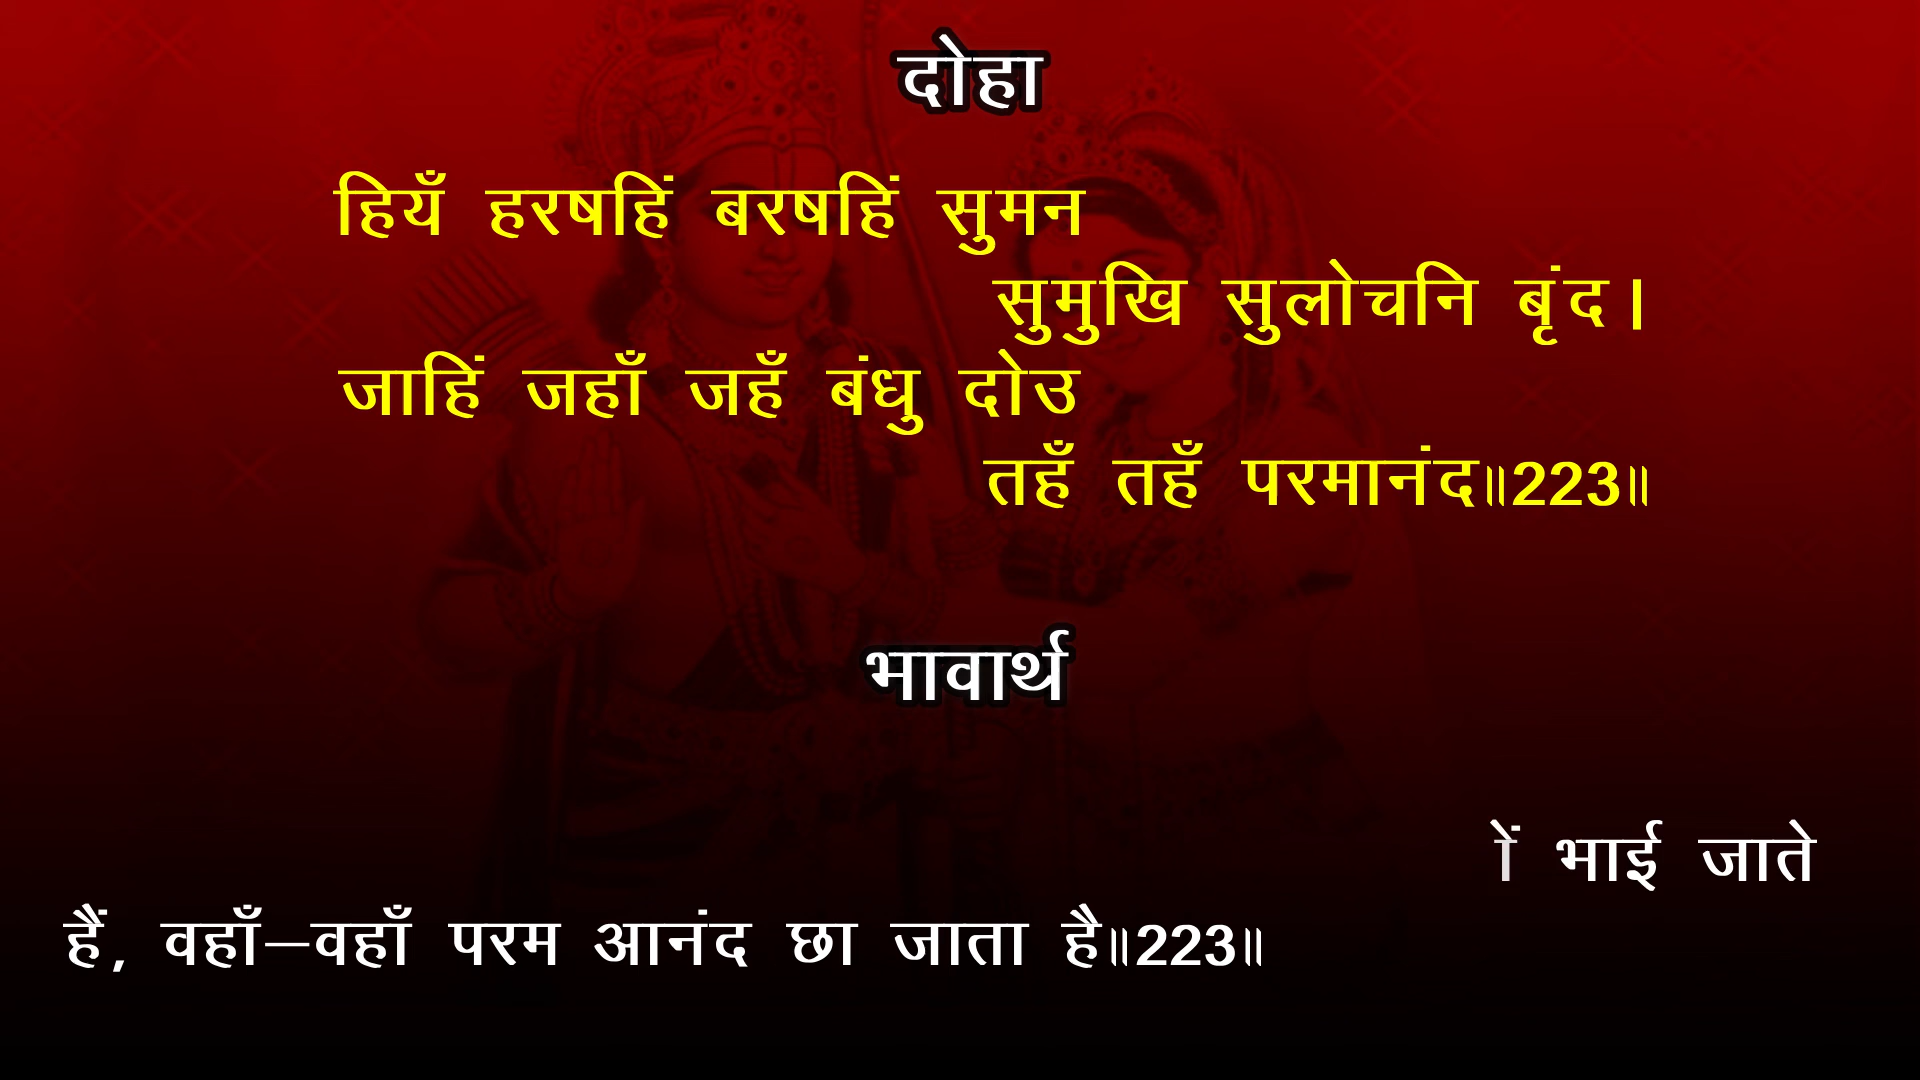 दोहा
हियँ हरषहिं बरषहिं सुमन
सुमुखि सुलोचनि बृंद।
जाहिं जहाँ जहँ बंधु दोउ
तहँ तहँ परमानंद॥223॥
भावार्थ
भाई जाते
हैं, वहाँ–वहाँ परम आनंद छा जाता है॥223॥